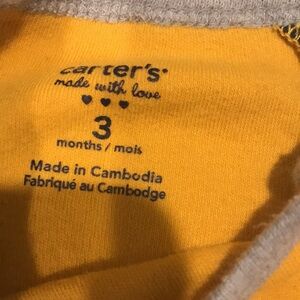 carter's
made with love
♥ ♥ ♥
3
months / mois
Made in Cambodia
Fabriqué au Cambodge